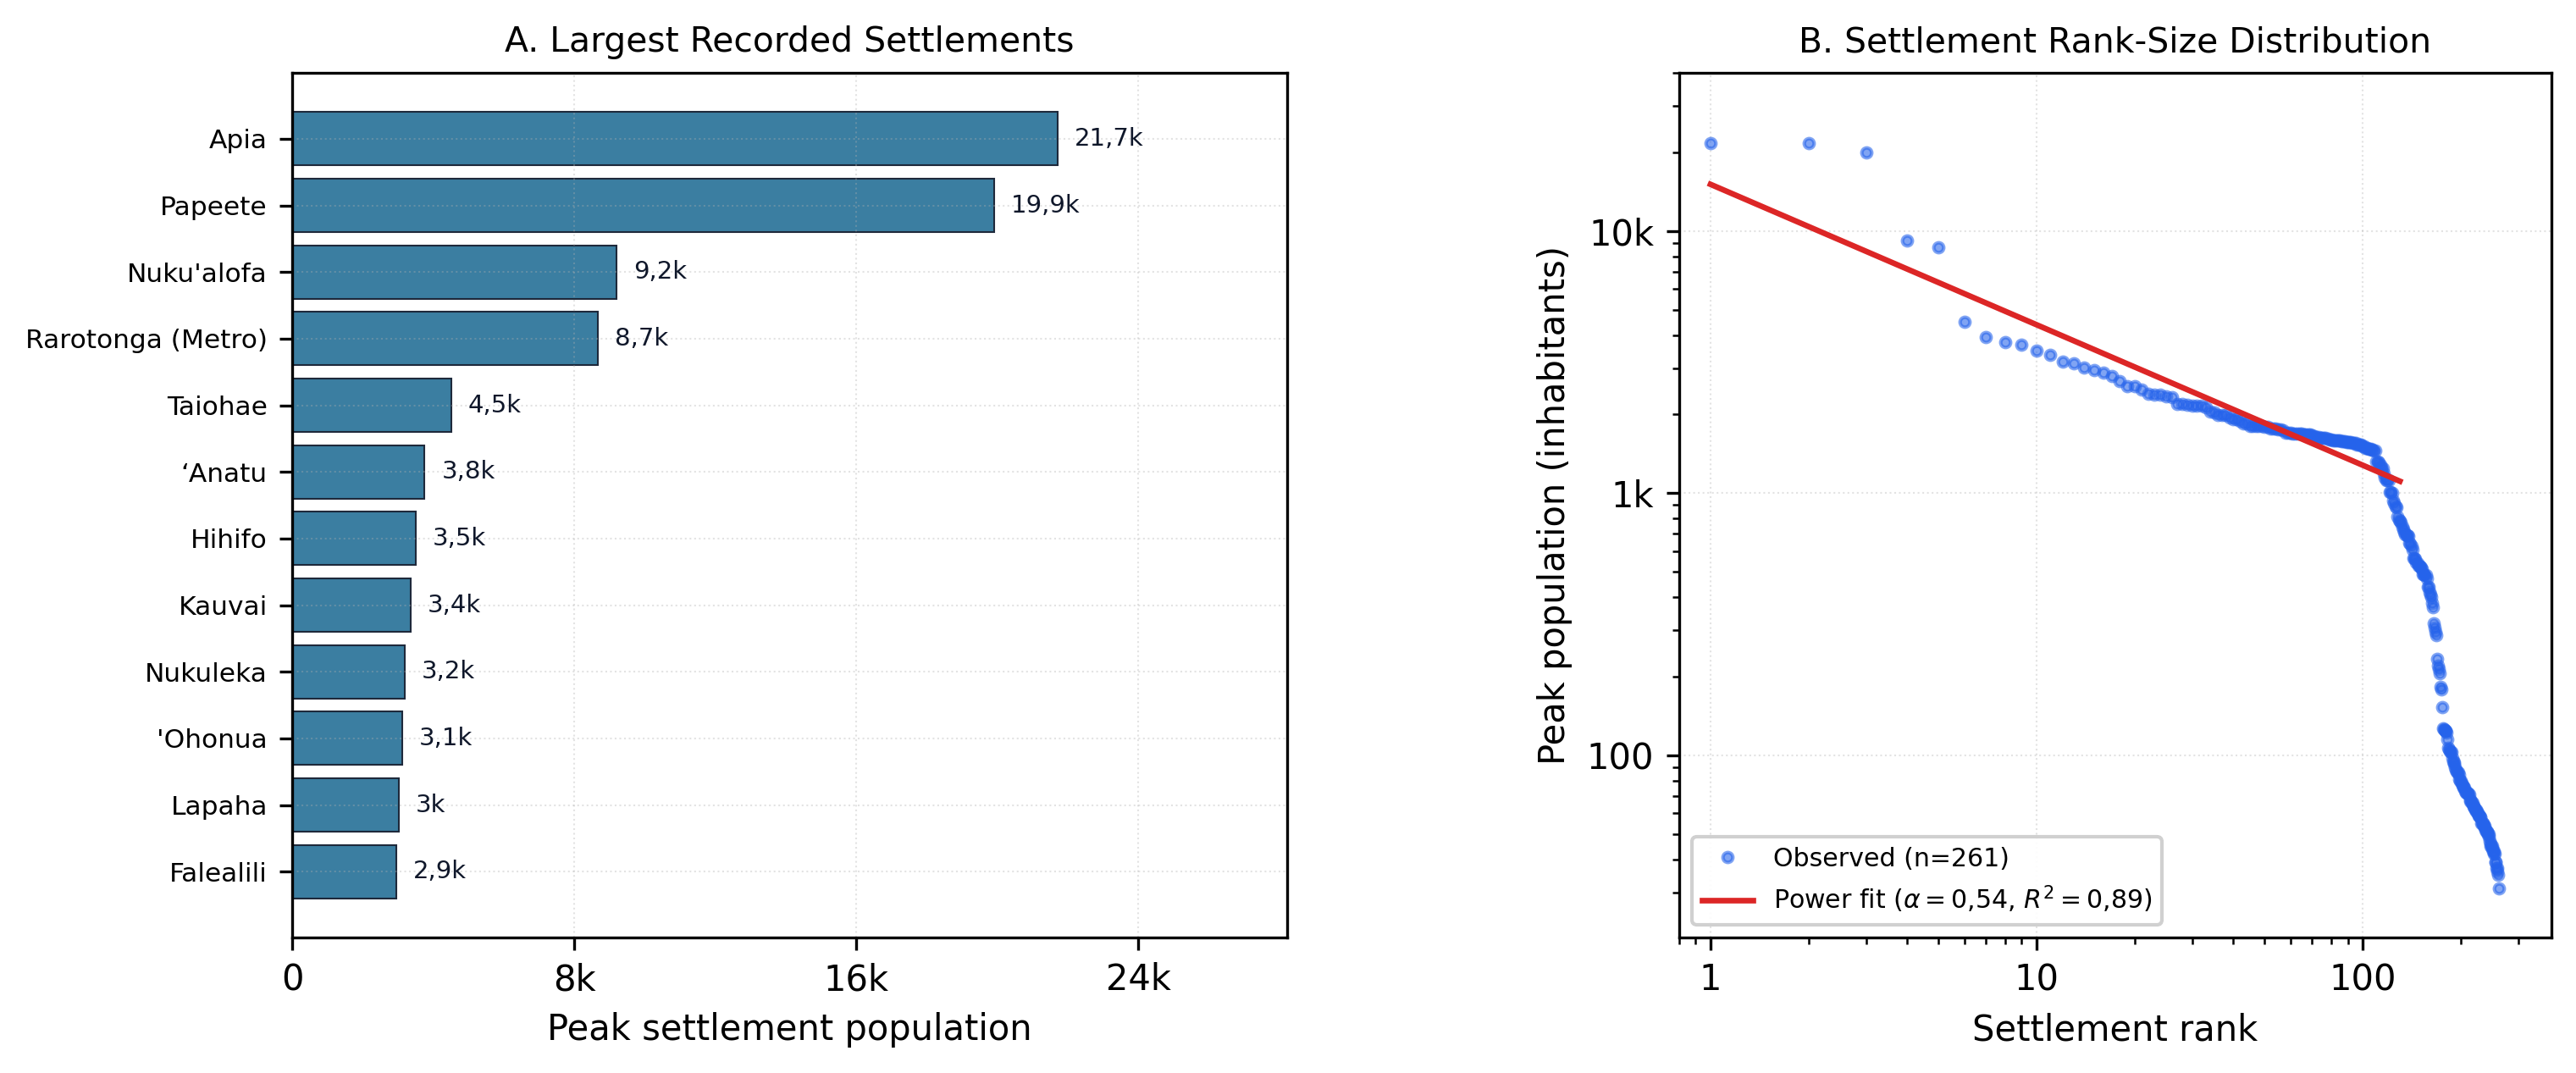 A. Largest Recorded Settlements
Apia
21,7k
Papeete
19,9k
Nuku'alofa
9,2k
Rarotonga (Metro)
8,7k
Taiohae
4,5k
‘Anatu
3,8k
Hihifo
3,5k
Kauvai
3,4k
Nukuleka
3,2k
'Ohonua
3,1k
Lapaha
3k
Falealili
2,9k
0 8k 16k 24k
Peak settlement population
B. Settlement Rank-Size Distribution
Peak population (inhabitants)
10k
1k
100
Observed (n=261)
Power fit (α = 0,54, R² = 0,89)
1 10 100
Settlement rank